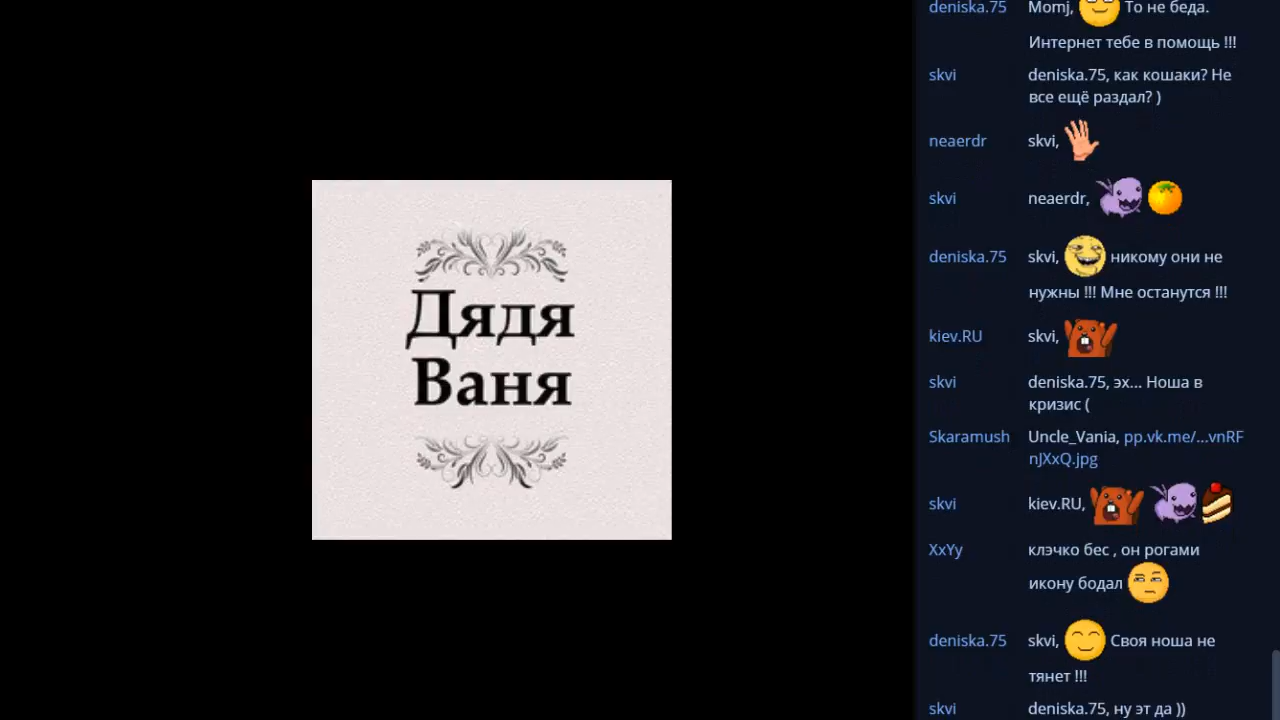 Дядя
Ваня
deniska.75 Momj, То не беда.
Интернет тебе в помощь !!!
skvi deniska.75, как кошаки? Не
все ещё раздал? )
neaerdr skvi,
skvi neaerdr,
deniska.75 skvi, никому они не
нужны !!! Мне останутся !!!
kiev.RU skvi,
skvi deniska.75, эх... Ноша в
кризис (
Skaramush Uncle_Vania, pp.vk.me/...vnRF
nJXxQ.jpg
skvi kiev.RU,
XxYy клэчко бес , он рогами
икону бодал
deniska.75 skvi, Своя ноша не
тянет !!!
skvi deniska.75, ну эт да ))